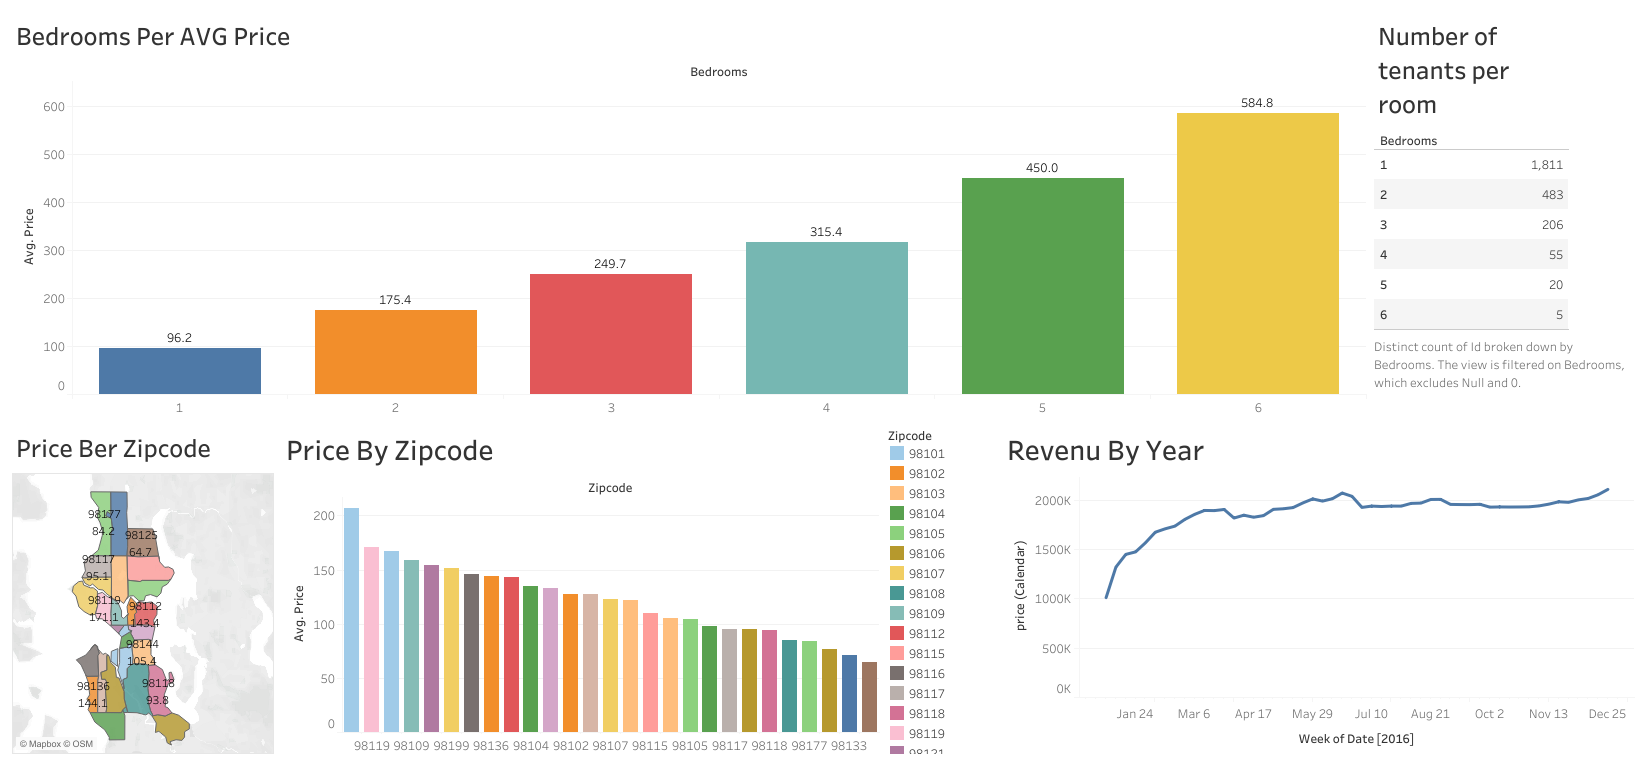 Bedrooms Per AVG Price
Bedrooms
Avg. Price
600
500
400
300
200
100
0
96.2
175.4
249.7
315.4
450.0
584.8
1
2
3
4
5
6
Number of
tenants per
room
Bedrooms
1 1,811
2 483
3 206
4 55
5 20
6 5
Distinct count of Id broken down by
Bedrooms. The view is filtered on Bedrooms,
which excludes Null and 0.
Price Ber Zipcode
98177
84.2
98125
64.7
98117
95.1
98119
171.1
98112
143.4
98144
105.4
98136
144.1
98118
93.8
© Mapbox © OSM
Price By Zipcode
Zipcode
Avg. Price
200
150
100
50
0
98119 98109 98199 98136 98104 98102 98107 98115 98105 98117 98118 98177 98133
Zipcode
98101
98102
98103
98104
98105
98106
98107
98108
98109
98112
98115
98116
98117
98118
98119
98121
Revenu By Year
price (Calendar)
2000K
1500K
1000K
500K
0K
Jan 24 Mar 6 Apr 17 May 29 Jul 10 Aug 21 Oct 2 Nov 13 Dec 25
Week of Date [2016]